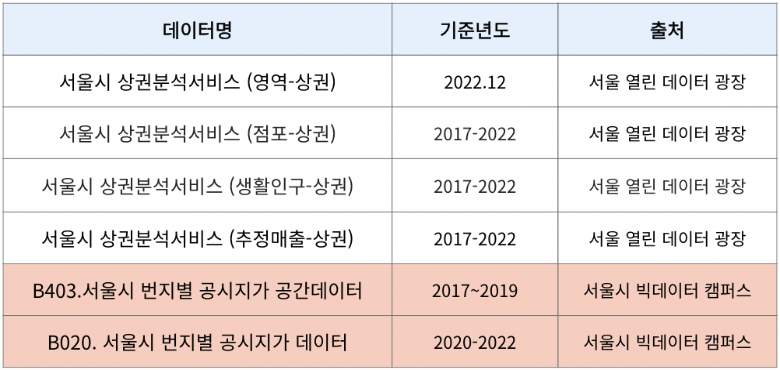 데이터명 기준년도 출처
서울시 상권분석서비스 (영역-상권) 2022.12 서울 열린 데이터 광장
서울시 상권분석서비스 (점포-상권) 2017-2022 서울 열린 데이터 광장
서울시 상권분석서비스 (생활인구-상권) 2017-2022 서울 열린 데이터 광장
서울시 상권분석서비스 (추정매출-상권) 2017-2022 서울 열린 데이터 광장
B403.서울시 번지별 공시지가 공간데이터 2017~2019 서울시 빅데이터 캠퍼스
B020. 서울시 번지별 공시지가 데이터 2020-2022 서울시 빅데이터 캠퍼스